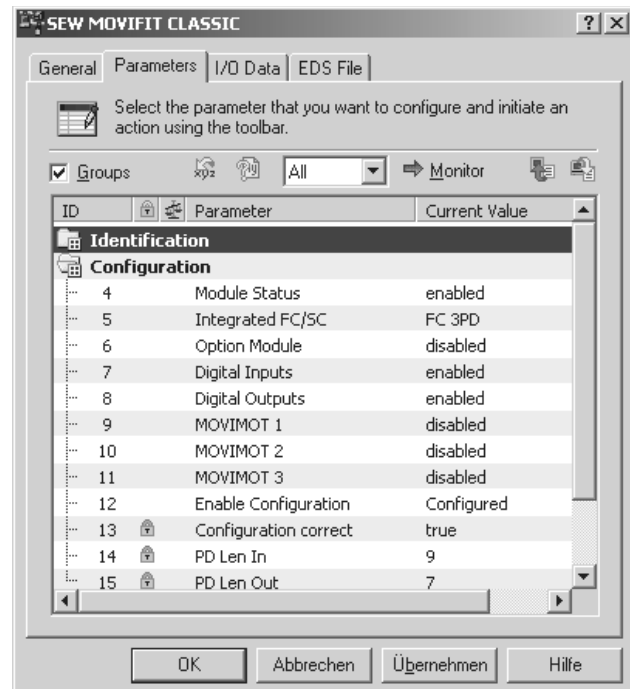 SEW MOVIFIT CLASSIC
General Parameters I/O Data EDS File
Select the parameter that you want to configure and initiate an
action using the toolbar.
Groups All Monitor
ID Parameter Current Value
Identification
Configuration
4 Module Status enabled
5 Integrated FC/SC FC 3PD
6 Option Module disabled
7 Digital Inputs enabled
8 Digital Outputs enabled
9 MOVIMOT 1 disabled
10 MOVIMOT 2 disabled
11 MOVIMOT 3 disabled
12 Enable Configuration Configured
13 Configuration correct true
14 PD Len In 9
15 PD Len Out 7
OK Abbrechen Übernehmen Hilfe